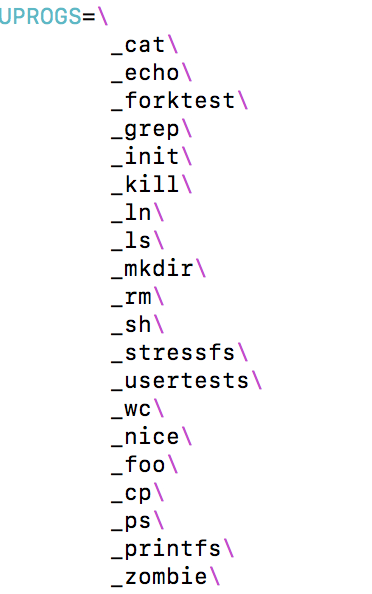 UPROGS=\
_cat\
_echo\
_forktest\
_grep\
_init\
_kill\
_ln\
_ls\
_mkdir\
_rm\
_sh\
_stressfs\
_usertests\
_wc\
_nice\
_foo\
_cp\
_ps\
_printfs\
_zombie\